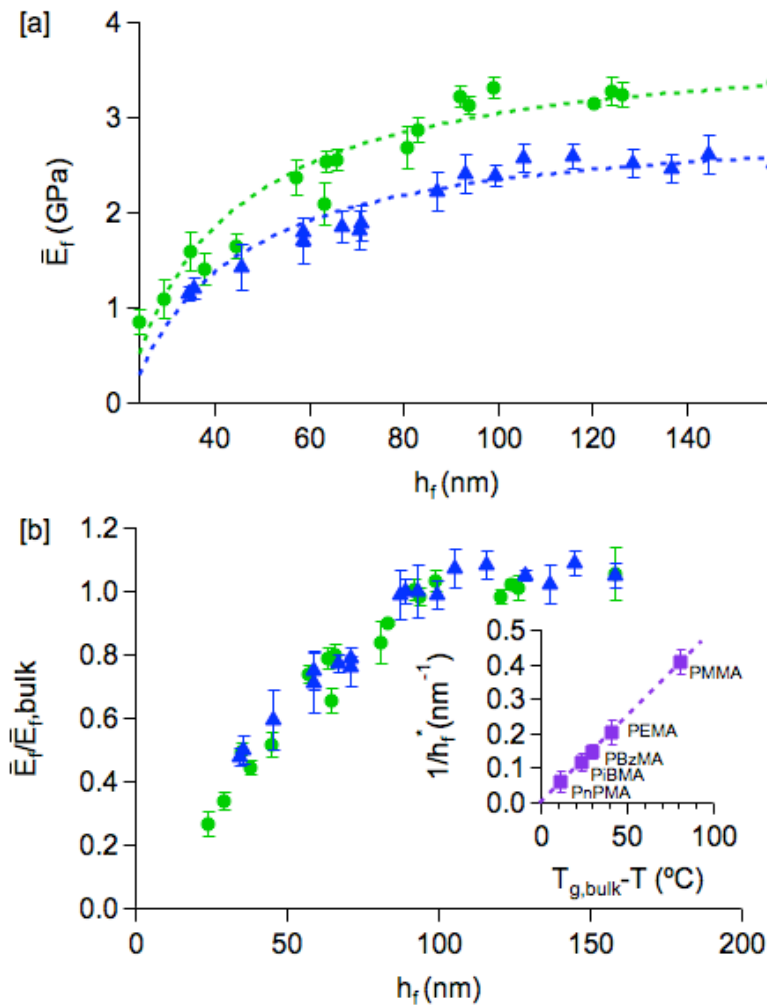 [a]
4
3
2
1
0
Ē_f (GPa)
40 60 80 100 120 140
h_f (nm)
[b]
1.2
1.0
0.8
0.6
0.4
0.2
0.0
Ē_f/Ē_f,bulk
0 50 100 150 200
h_f (nm)
0.5
0.4
0.3
0.2
0.1
0.0
1/h_f^* (nm^-1)
PMMA
PEMA
PBzMA
PiBMA
PnPMA
0 50 100
T_g,bulk-T (ºC)